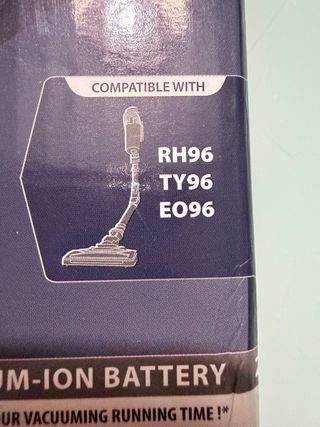 COMPATIBLE WITH
RH96
TY96
EO96
UM-ION BATTERY
UR VACUUMING RUNNING TIME !*